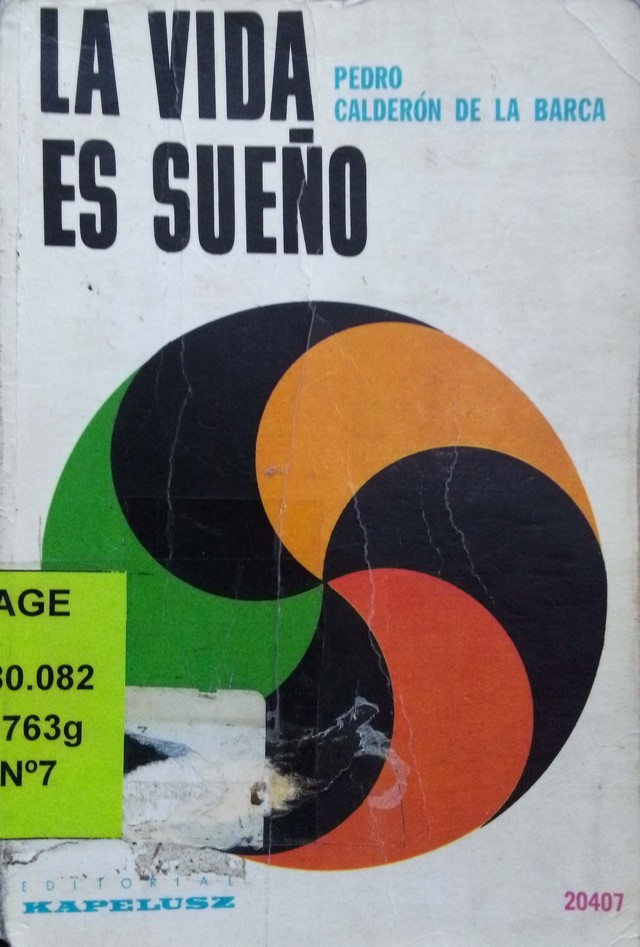 LA VIDA
ES SUEÑO
PEDRO
CALDERÓN DE LA BARCA
AGE
30.082
763g
Nº7
EDITORIAL
KAPELUSZ
20407